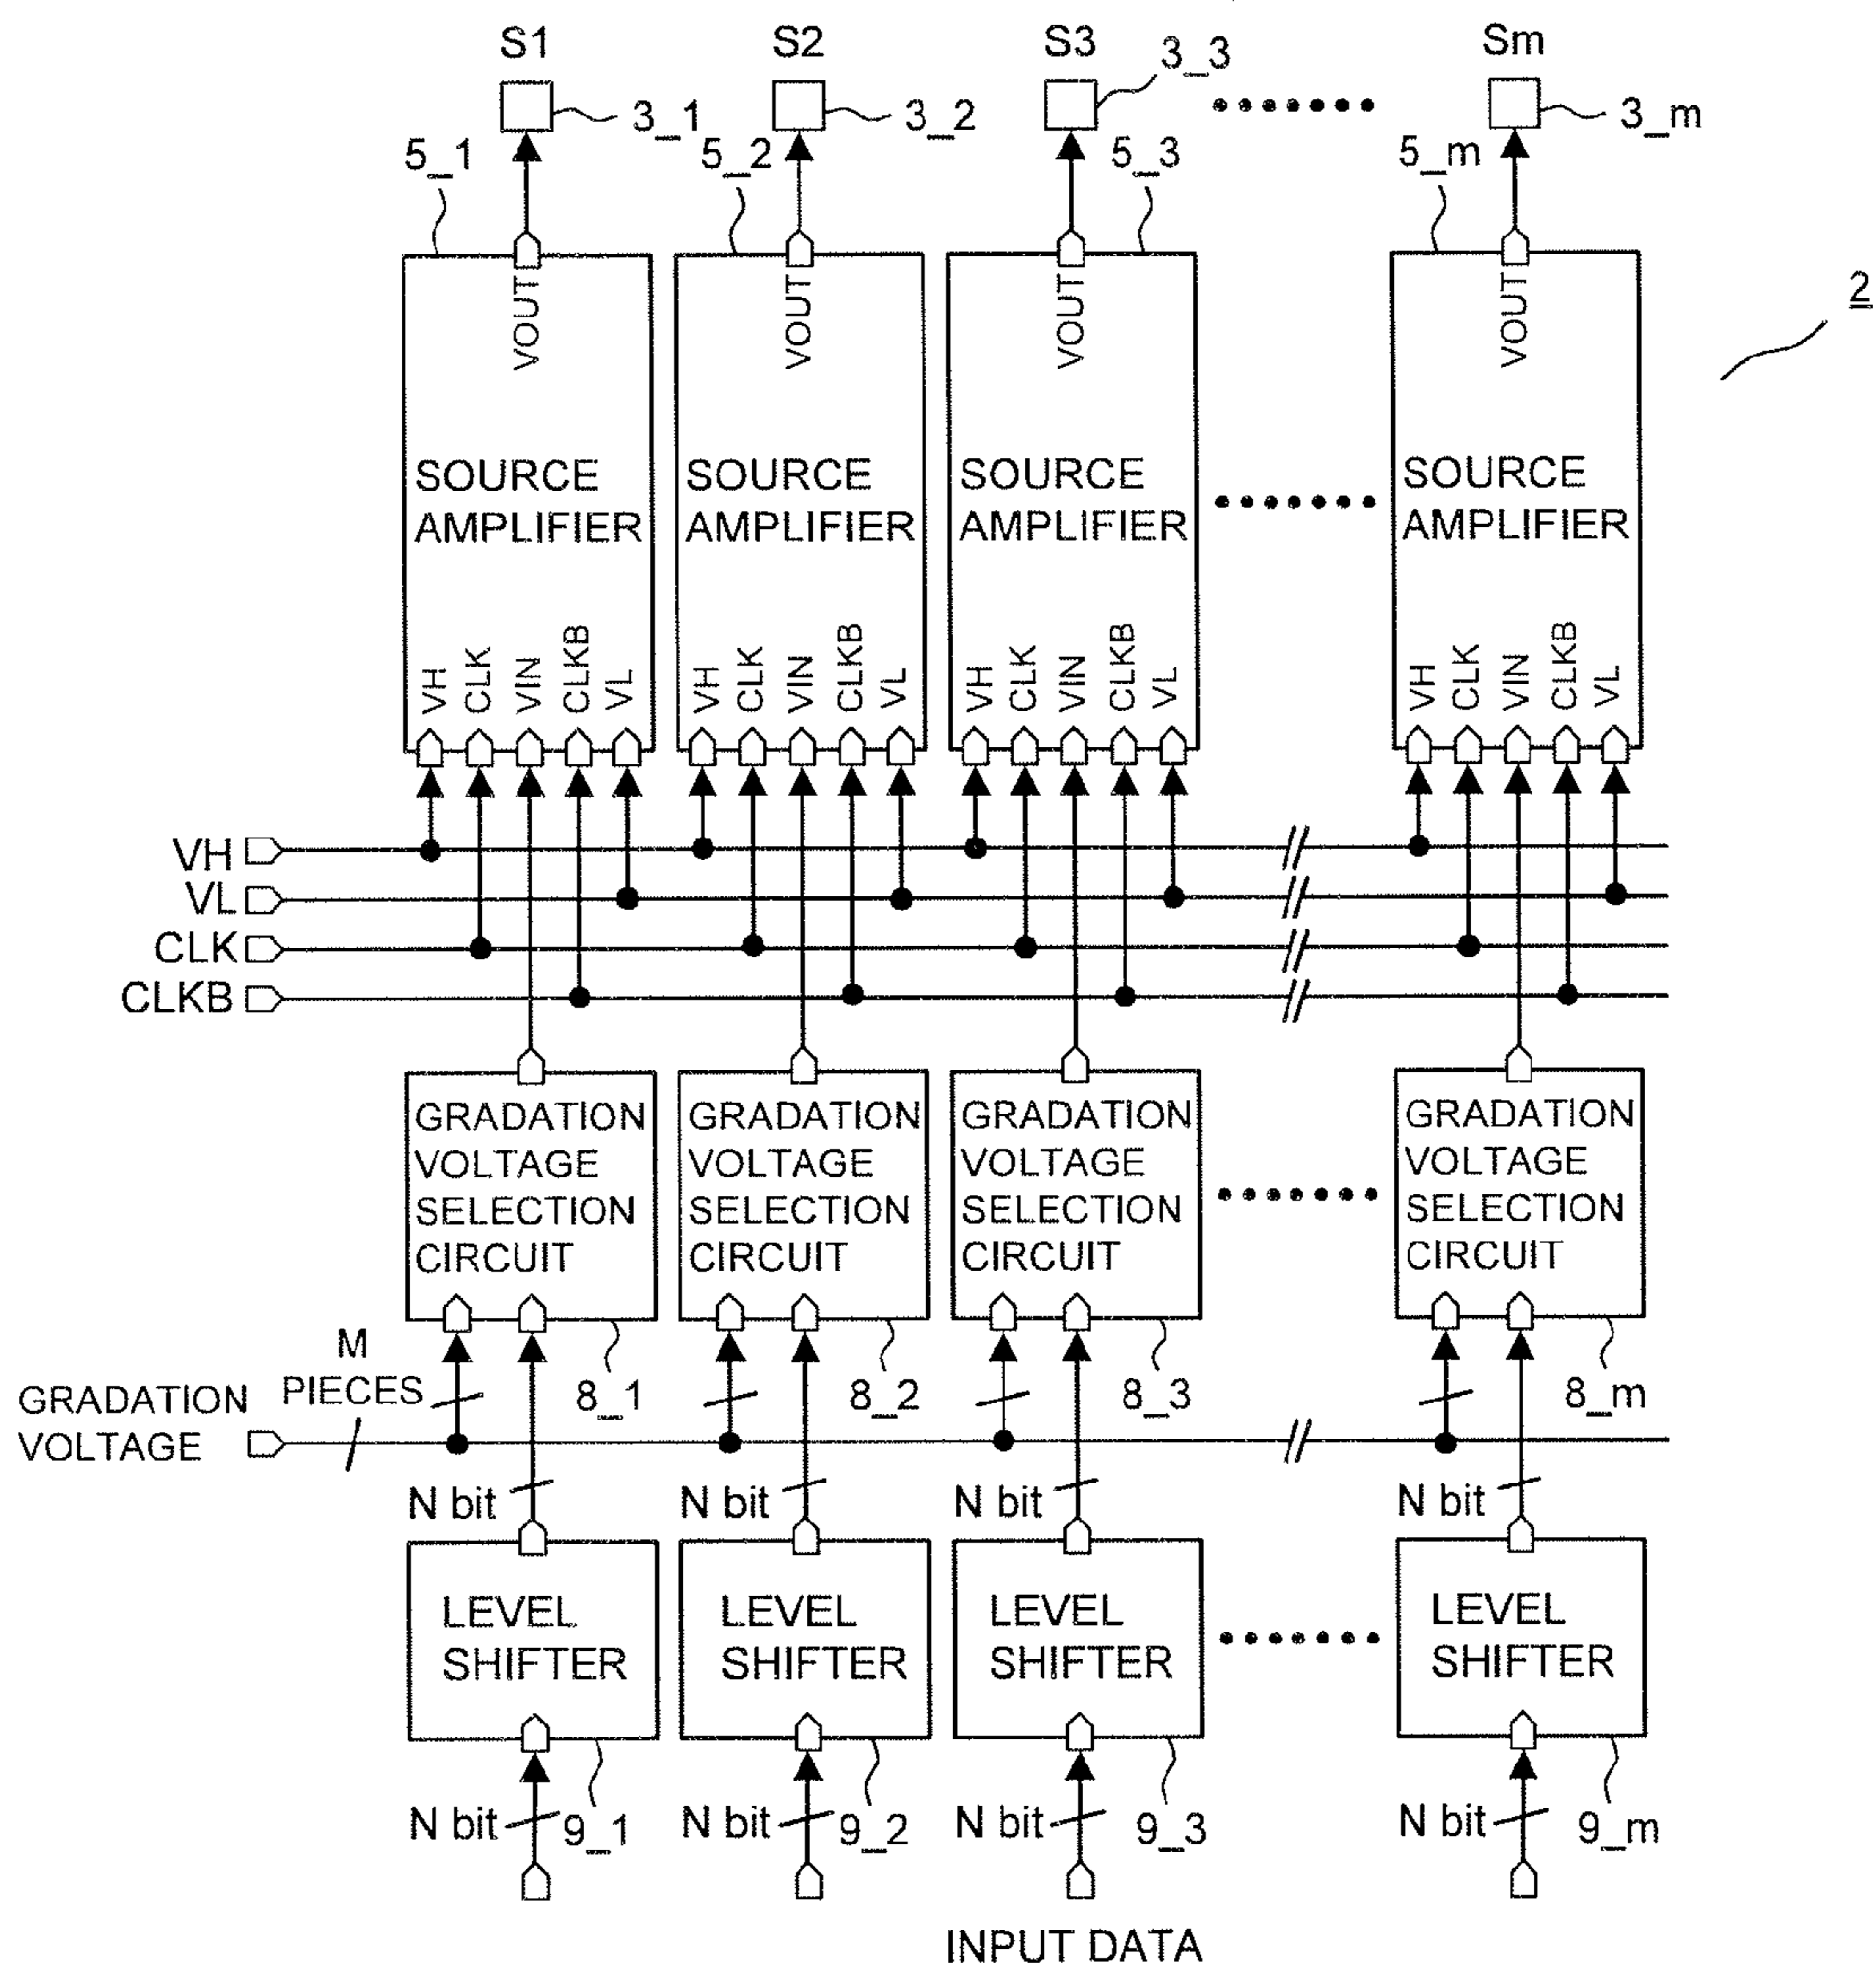 S1 S2 S3 Sm
3_1 3_2 3_3 3_m
5_1 5_2 5_3 5_m
2
VOUT VOUT VOUT VOUT
SOURCE SOURCE SOURCE SOURCE
AMPLIFIER AMPLIFIER AMPLIFIER AMPLIFIER
VH CLK VIN CLKB VL VH CLK VIN CLKB VL VH CLK VIN CLKB VL VH CLK VIN CLKB VL
VH
VL
CLK
CLKB
GRADATION GRADATION GRADATION GRADATION
VOLTAGE VOLTAGE VOLTAGE VOLTAGE
SELECTION SELECTION SELECTION SELECTION
CIRCUIT CIRCUIT CIRCUIT CIRCUIT
M
PIECES
8_1 8_2 8_3 8_m
GRADATION
VOLTAGE
N bit N bit N bit N bit
LEVEL LEVEL LEVEL LEVEL
SHIFTER SHIFTER SHIFTER SHIFTER
N bit 9_1 N bit 9_2 N bit 9_3 N bit 9_m
INPUT DATA